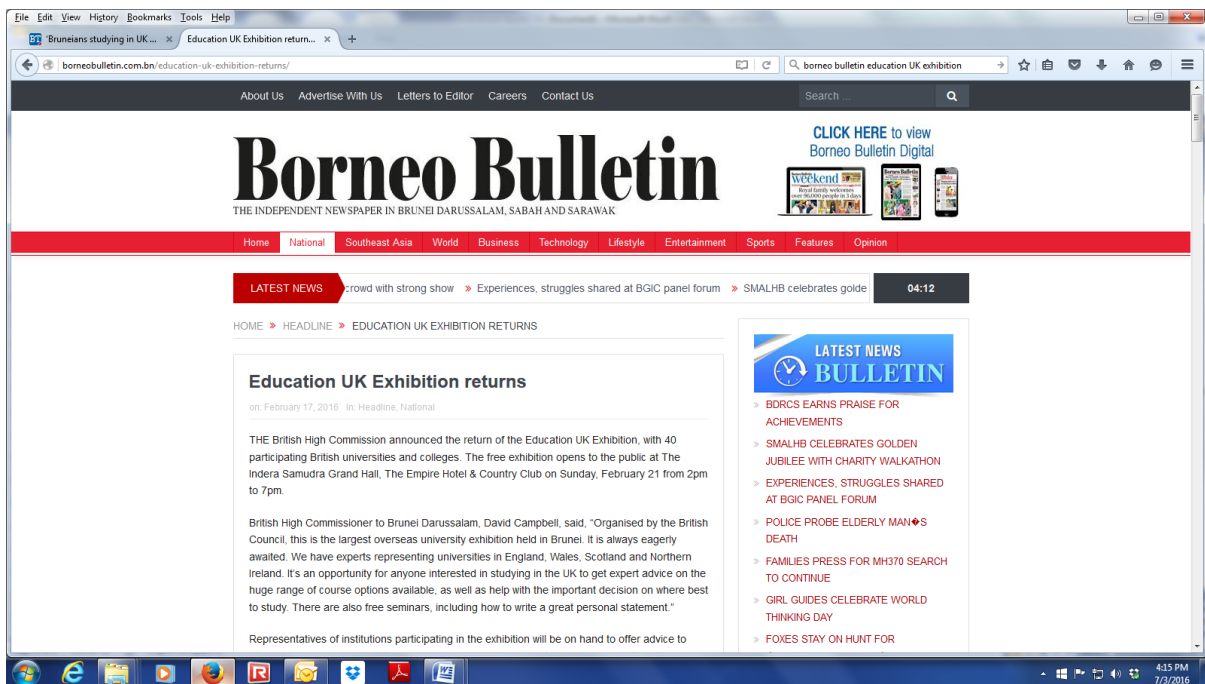 File Edit View History Bookmarks Tools Help
'Bruneians studying in UK ... × Education UK Exhibition return... × +
borneobulletin.com.bn/education-uk-exhibition-returns/ borneo bulletin education UK exhibition
About Us Advertise With Us Letters to Editor Careers Contact Us Search ...
Borneo Bulletin
THE INDEPENDENT NEWSPAPER IN BRUNEI DARUSSALAM, SABAH AND SARAWAK
CLICK HERE to view
Borneo Bulletin Digital
Home National Southeast Asia World Business Technology Lifestyle Entertainment Sports Features Opinion
LATEST NEWS crowd with strong show » Experiences, struggles shared at BGIC panel forum » SMALHB celebrates golde 04:12
HOME » HEADLINE » EDUCATION UK EXHIBITION RETURNS
Education UK Exhibition returns
on: February 17, 2016 In: Headline, National
THE British High Commission announced the return of the Education UK Exhibition, with 40
participating British universities and colleges. The free exhibition opens to the public at The
Indera Samudra Grand Hall, The Empire Hotel & Country Club on Sunday, February 21 from 2pm
to 7pm.
British High Commissioner to Brunei Darussalam, David Campbell, said, “Organised by the British
Council, this is the largest overseas university exhibition held in Brunei. It is always eagerly
awaited. We have experts representing universities in England, Wales, Scotland and Northern
Ireland. It’s an opportunity for anyone interested in studying in the UK to get expert advice on the
huge range of course options available, as well as help with the important decision on where best
to study. There are also free seminars, including how to write a great personal statement.”
Representatives of institutions participating in the exhibition will be on hand to offer advice to
LATEST NEWS
BULLETIN
» BDRCS EARNS PRAISE FOR
ACHIEVEMENTS
» SMALHB CELEBRATES GOLDEN
JUBILEE WITH CHARITY WALKATHON
» EXPERIENCES, STRUGGLES SHARED
AT BGIC PANEL FORUM
» POLICE PROBE ELDERLY MAN�S
DEATH
» FAMILIES PRESS FOR MH370 SEARCH
TO CONTINUE
» GIRL GUIDES CELEBRATE WORLD
THINKING DAY
» FOXES STAY ON HUNT FOR
4:15 PM
7/3/2016